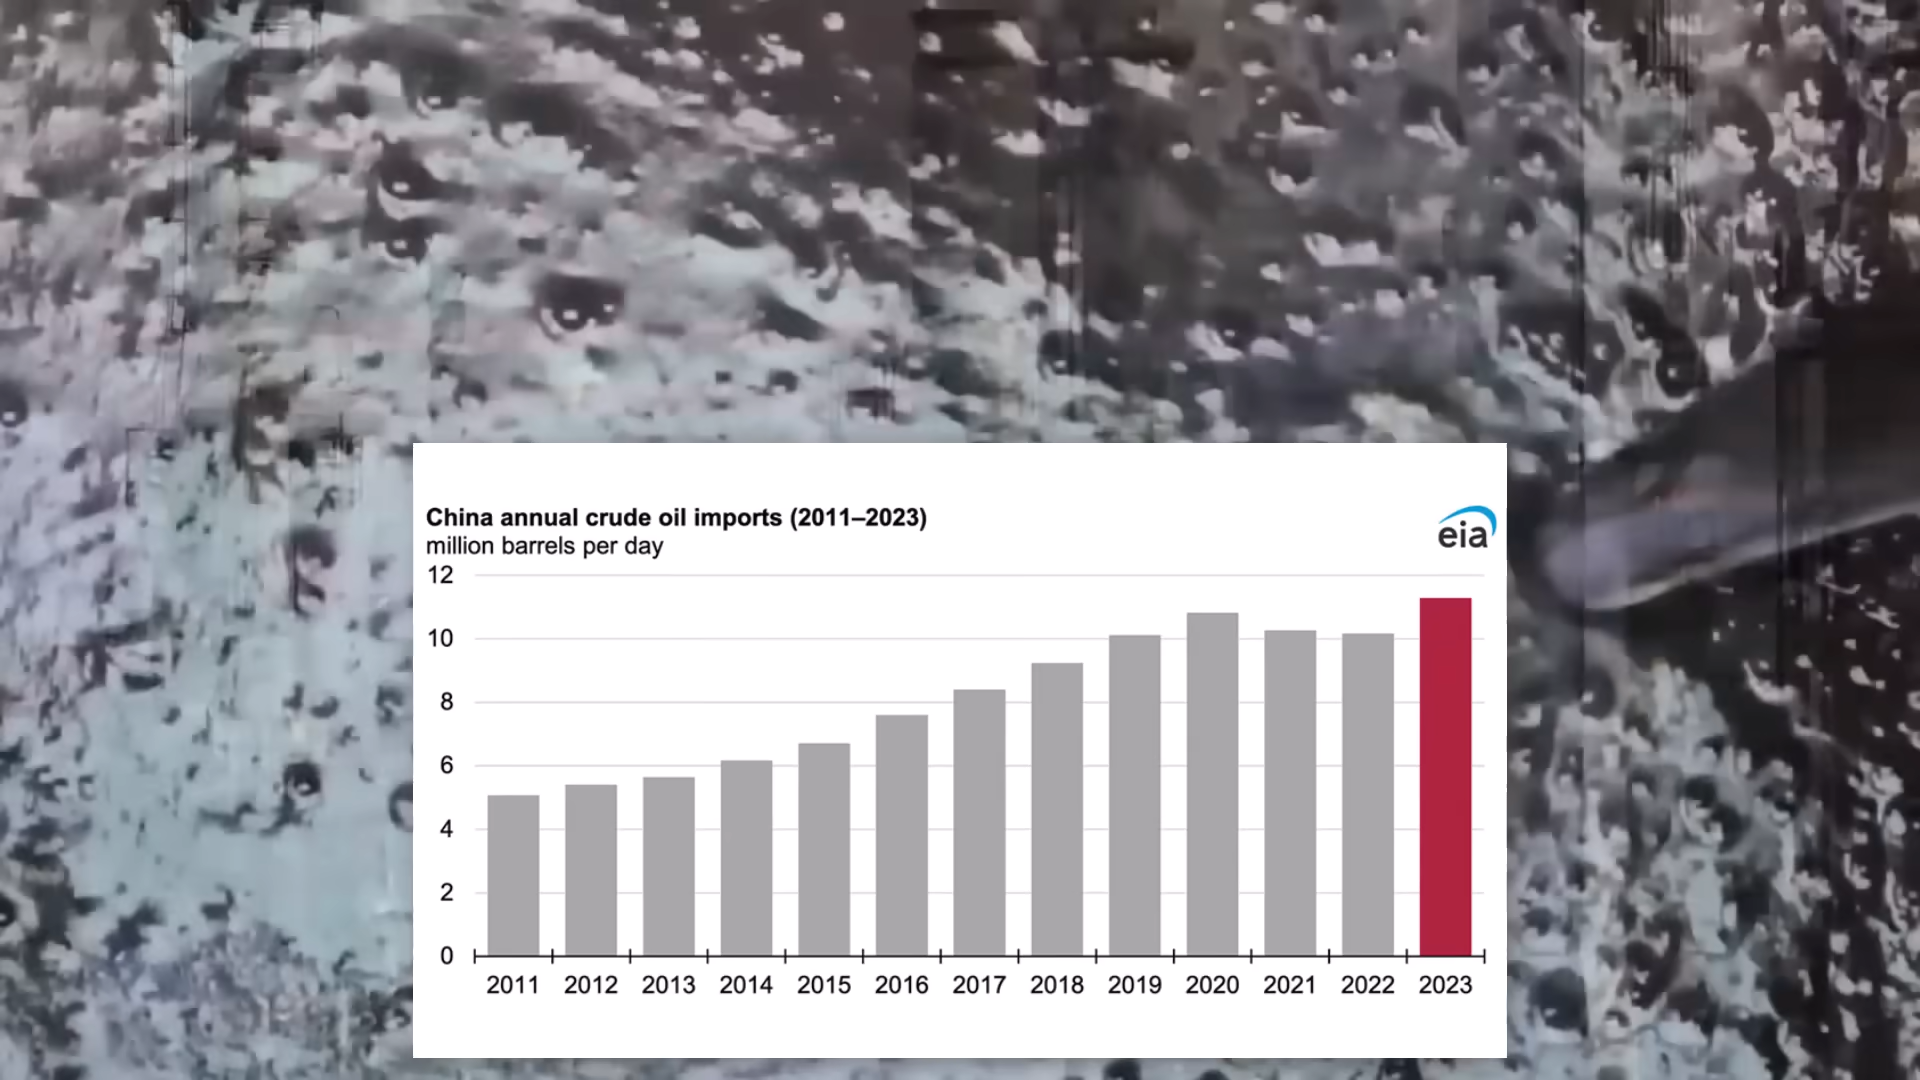 China annual crude oil imports (2011–2023)
eia
million barrels per day
12
10
8
6
4
2
0
2011 2012 2013 2014 2015 2016 2017 2018 2019 2020 2021 2022 2023